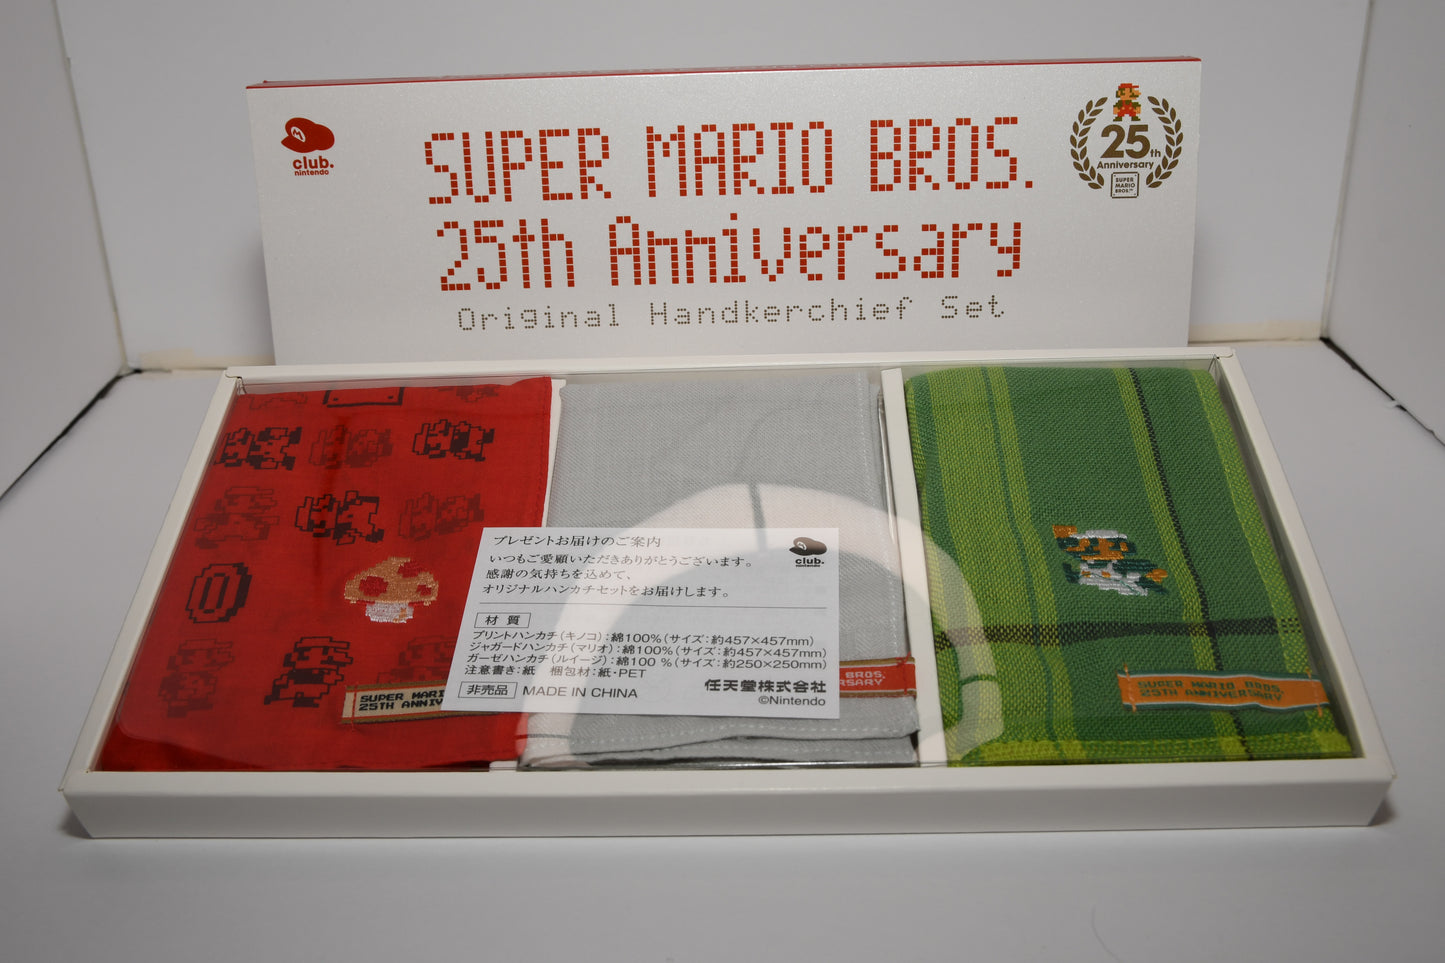 M
club.
nintendo
SUPER MARIO BROS.
25th Anniversary
Original Handkerchief Set
25th
Anniversary
SUPER
MARIO
BROS.™
プレゼントお届けのご案内
いつもご愛顧いただきありがとうございます。
感謝の気持ちを込めて、
オリジナルハンカチセットをお届けします。
club.
nintendo
材質
プリントハンカチ(キノコ):綿100%(サイズ:約457×457mm)
ジャガードハンカチ(マリオ):綿100%(サイズ:約457×457mm)
ガーゼハンカチ(ルイージ):綿100%(サイズ:約250×250mm)
注意書き:紙 梱包材:紙・PET
非売品 MADE IN CHINA
任天堂株式会社
©Nintendo
SUPER MARI
25TH ANNIV
BROS.
RSARY
SUPER MARIO BROS.
25TH ANNIVERSARY